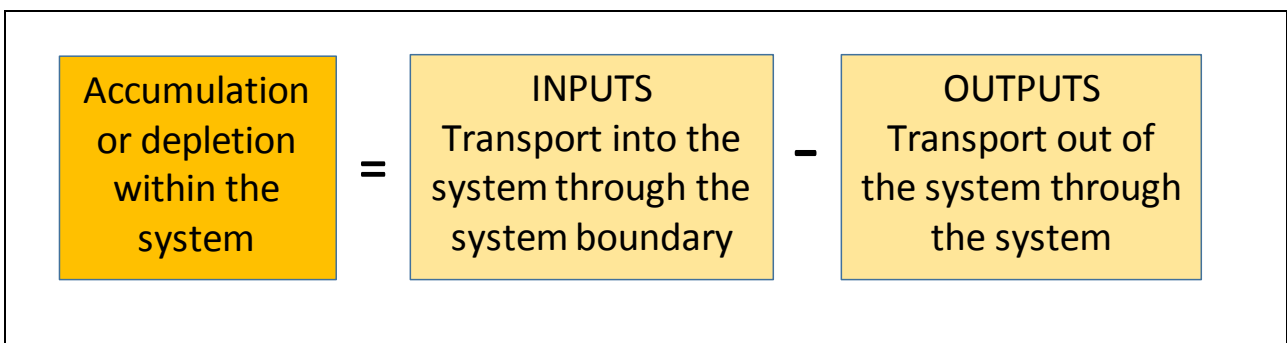 Accumulation
or depletion
within the
system
=
INPUTS
Transport into the
system through the
system boundary
-
OUTPUTS
Transport out of
the system through
the system